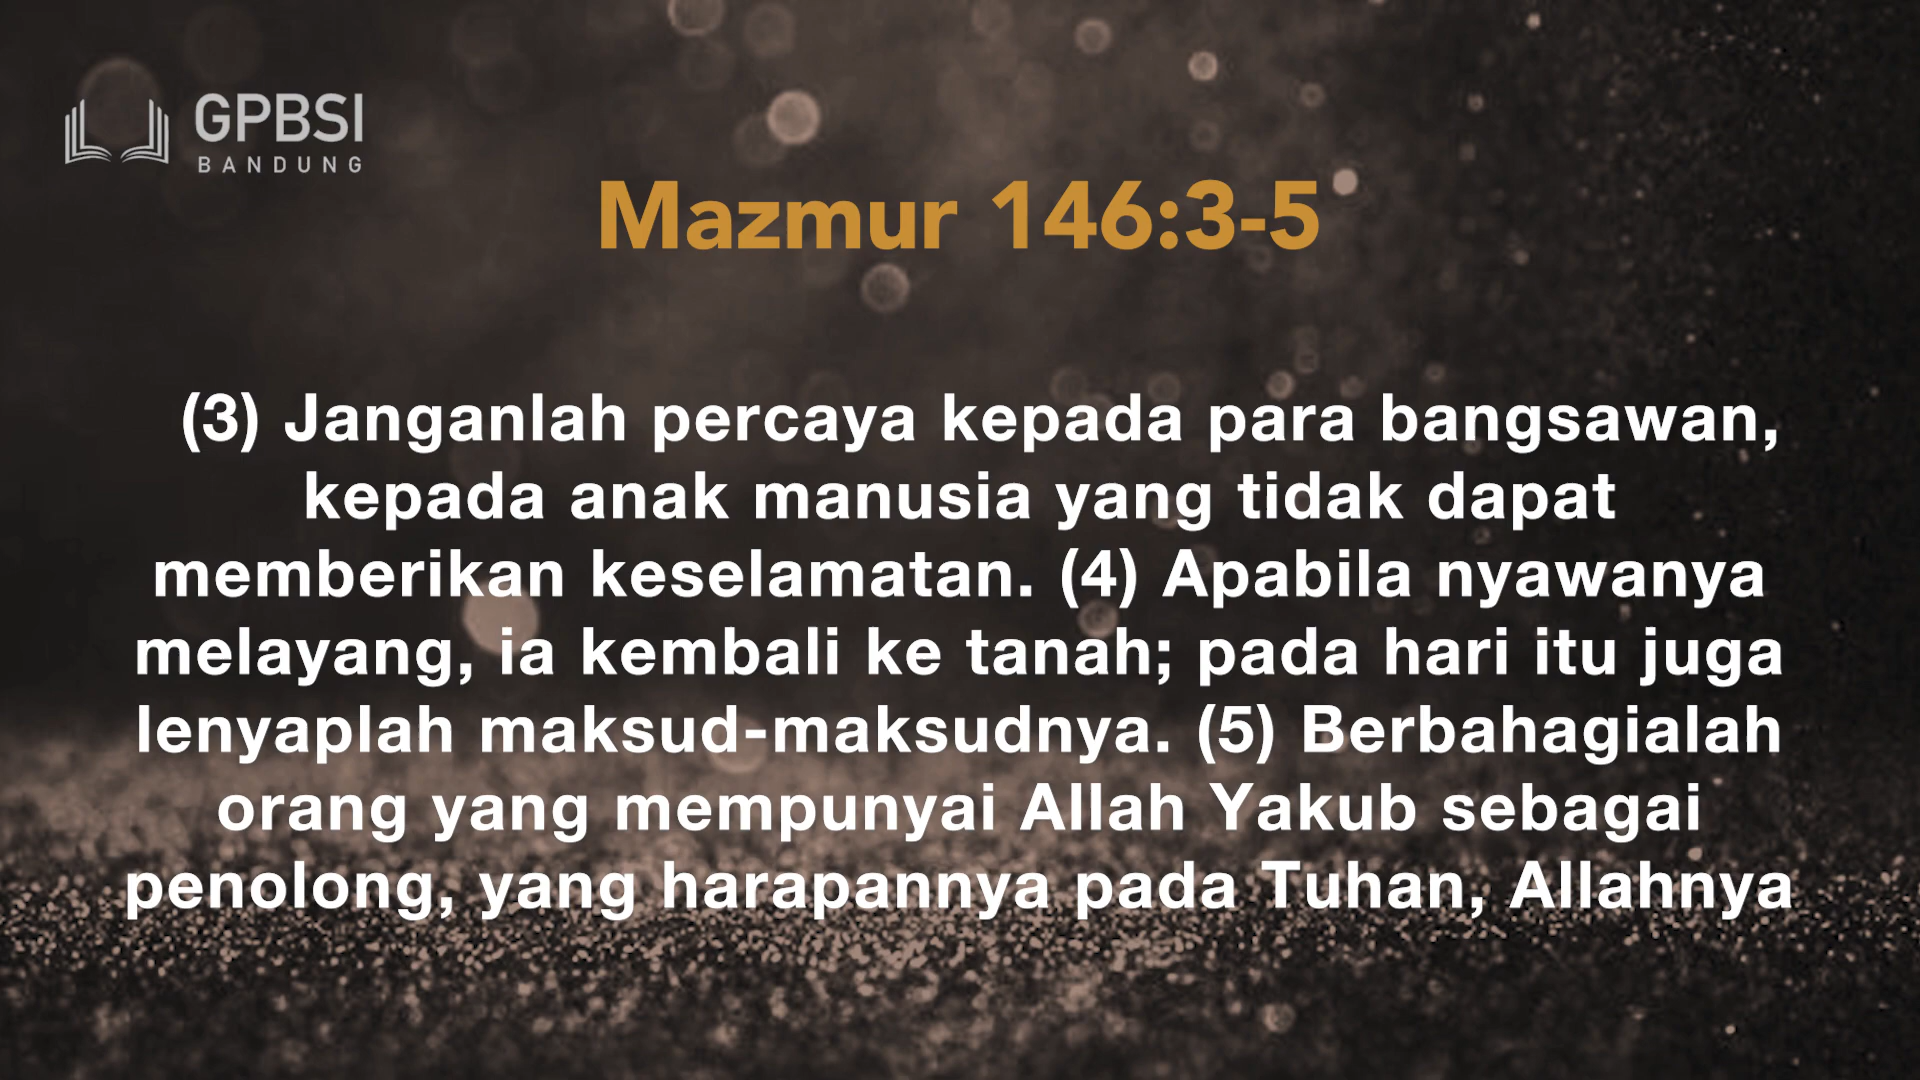 GPBSI
BANDUNG
Mazmur 146:3-5
(3) Janganlah percaya kepada para bangsawan,
kepada anak manusia yang tidak dapat
memberikan keselamatan. (4) Apabila nyawanya
melayang, ia kembali ke tanah; pada hari itu juga
lenyaplah maksud-maksudnya. (5) Berbahagialah
orang yang mempunyai Allah Yakub sebagai
penolong, yang harapannya pada Tuhan, Allahnya